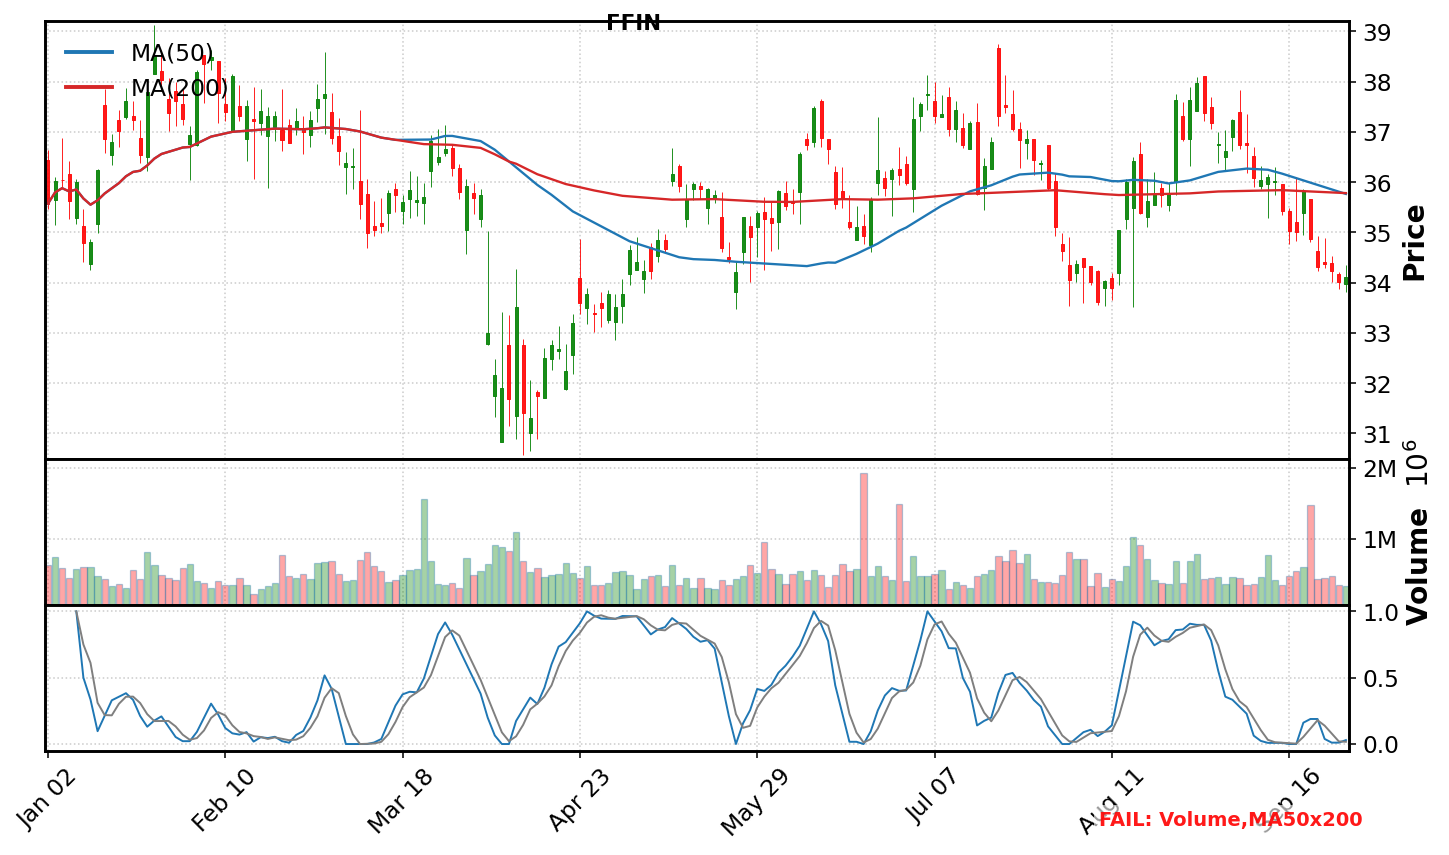 FFIN
MA(50)
MA(200)
39
38
37
36
35
34
33
32
31
Price
2M
1M
Volume 10^6
1.0
0.5
0.0
Jan 02
Feb 10
Mar 18
Apr 23
May 29
Jul 07
Aug 11
Sep 16
FAIL: Volume,MA50x200